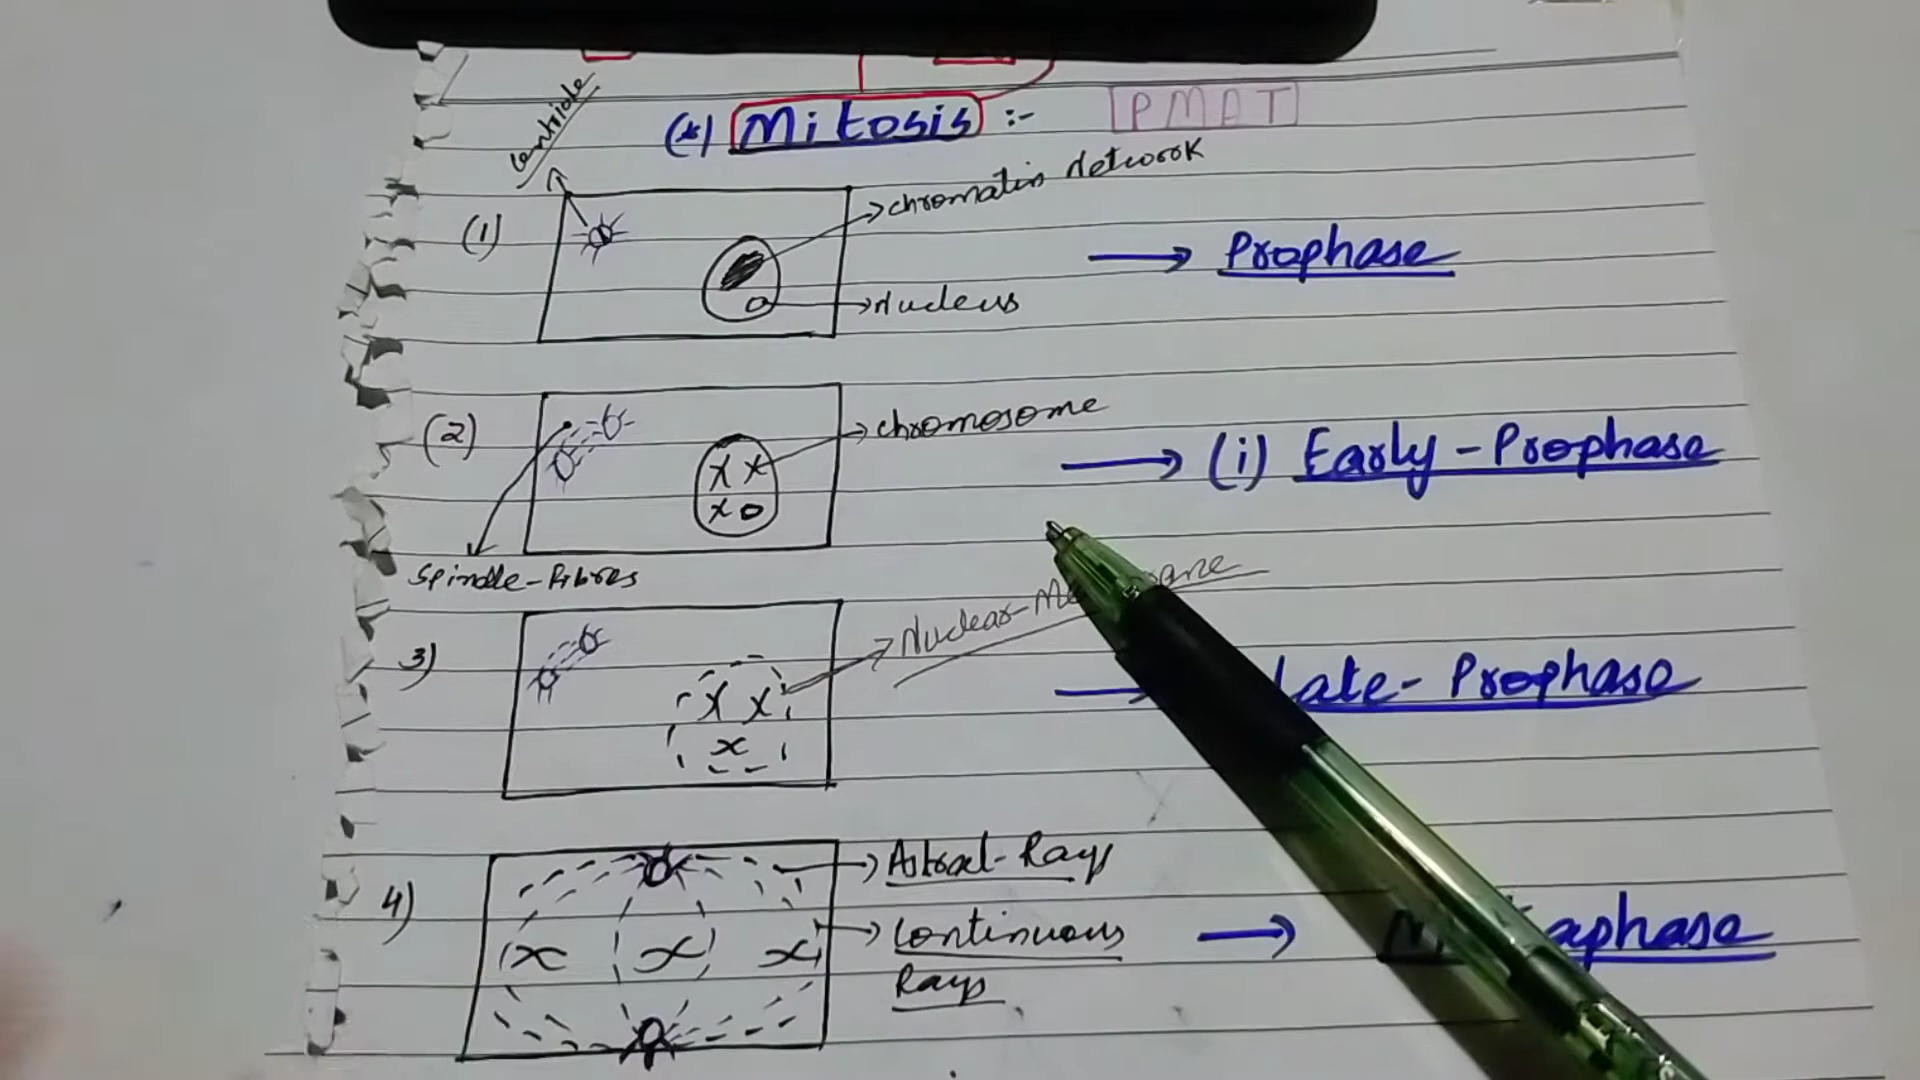 (*) Mitosis :-
PMAT
Centriole
(1)
chromatin network
Nucleus
Prophase
(2)
chromosome
(i) Early-Prophase
Spindle-Fibres
3)
Nuclear-
Late-Prophase
4)
Astral-Rays
Continuous
Rays